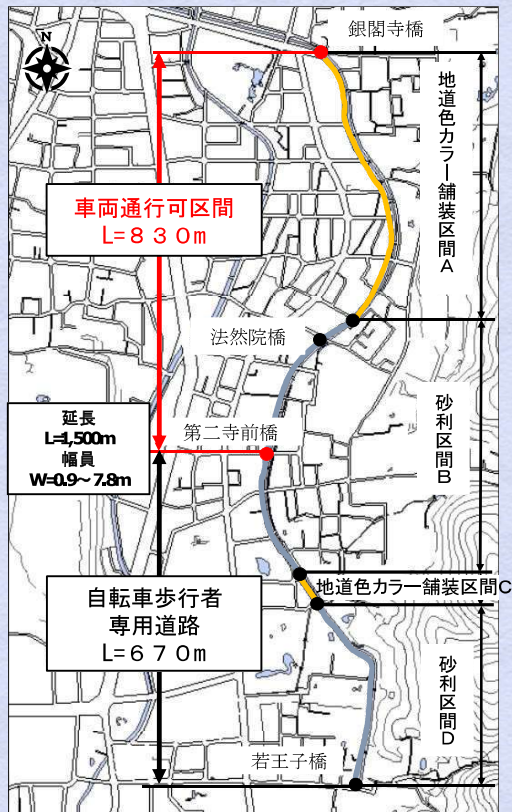 N
銀閣寺橋
地道色カラー舗装区間A
車両通行可区間
L=830m
法然院橋
砂利区間B
延長
L=1,500m
幅員
W=0.9～7.8m
第二寺前橋
地道色カラー舗装区間C
自転車歩行者
専用道路
L=670m
砂利区間D
若王子橋